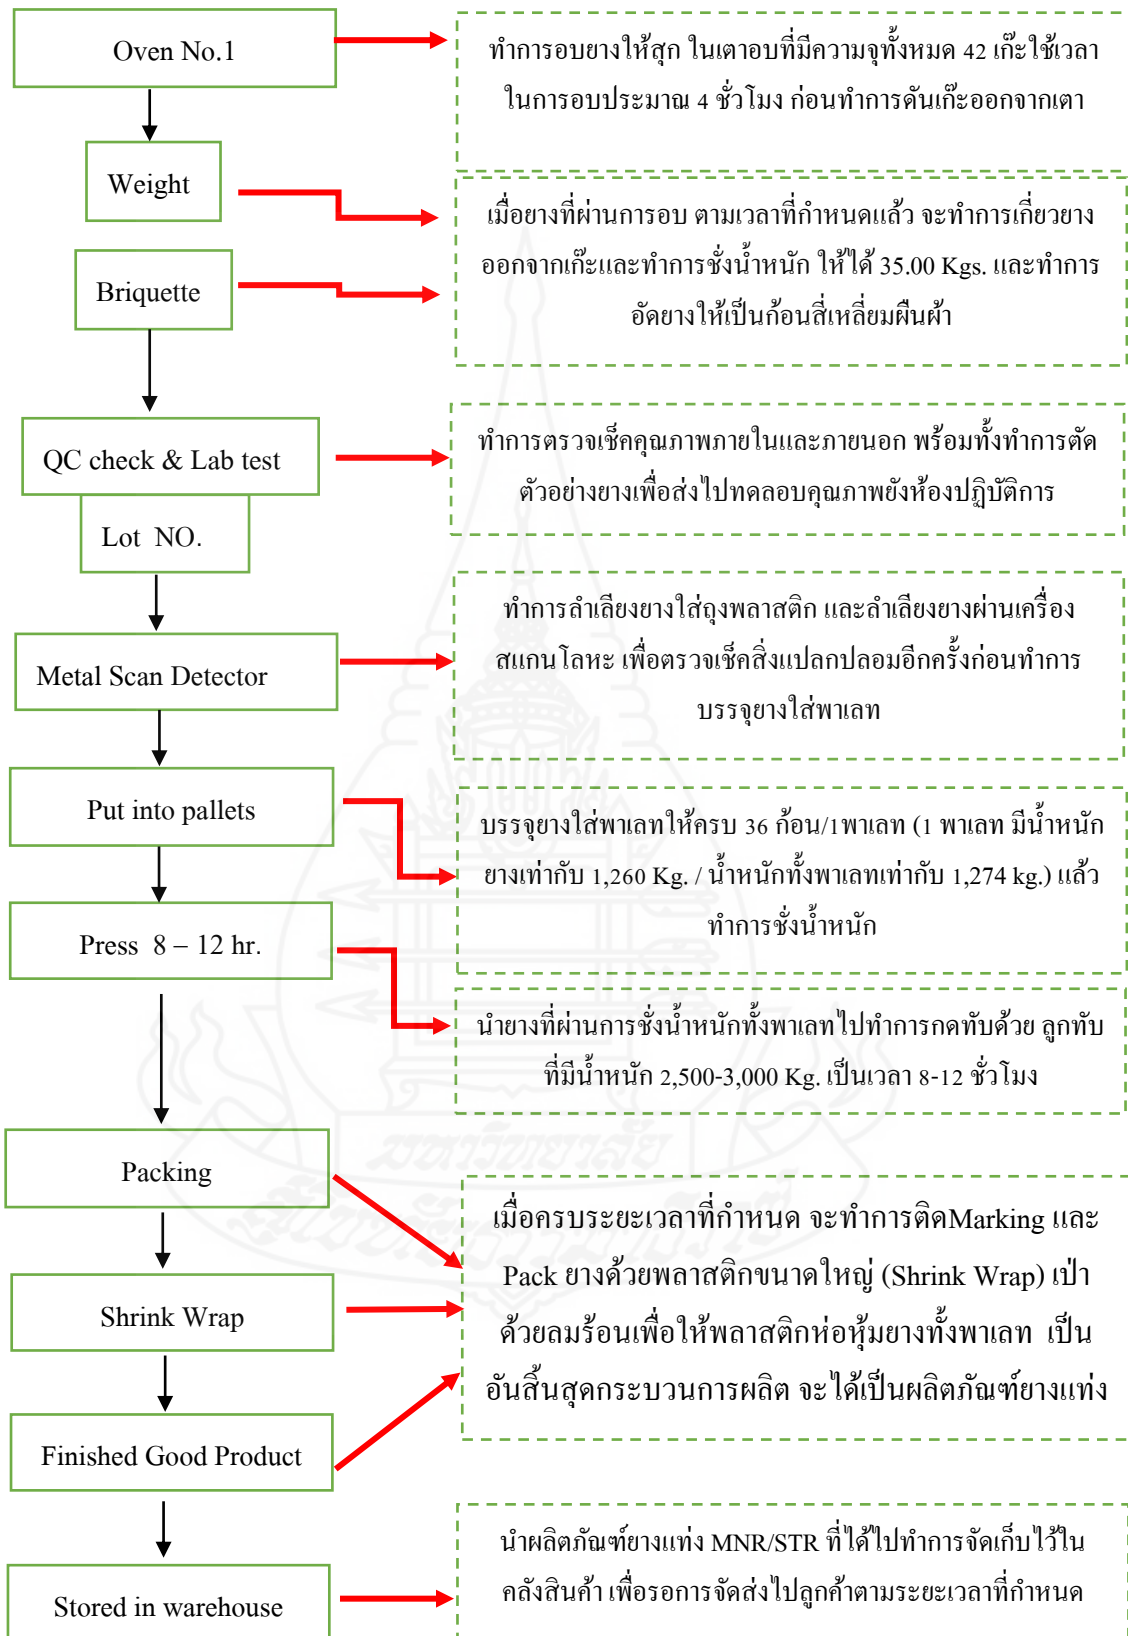 Oven No.1
ทำการอบยางให้สุก ในเตาอบที่มีความจุทั้งหมด 42 เก๊ะใช้เวลา
ในการอบประมาณ 4 ชั่วโมง ก่อนทำการดันเก๊ะออกจากเตา
Weight
เมื่อยางที่ผ่านการอบ ตามเวลาที่กำหนดแล้ว จะทำการเกี่ยวยาง
ออกจากเก๊ะและทำการชั่งน้ำหนัก ให้ได้ 35.00 Kgs. และทำการ
อัดยางให้เป็นก้อนสี่เหลี่ยมผืนผ้า
Briquette
QC check & Lab test
ทำการตรวจเช็คคุณภาพภายในและภายนอก พร้อมทั้งทำการตัด
ตัวอย่างยางเพื่อส่งไปทดลอบคุณภาพยังห้องปฏิบัติการ
Lot NO.
Metal Scan Detector
ทำการลำเลียงยางใส่ถุงพลาสติก และลำเลียงยางผ่านเครื่อง
สแกนโลหะ เพื่อตรวจเช็คสิ่งแปลกปลอมอีกครั้งก่อนทำการ
บรรจุยางใส่พาเลท
Put into pallets
บรรจุยางใส่พาเลทให้ครบ 36 ก้อน/1พาเลท (1 พาเลท มีน้ำหนัก
ยางเท่ากับ 1,260 Kg. / น้ำหนักทั้งพาเลทเท่ากับ 1,274 kg.) แล้ว
ทำการชั่งน้ำหนัก
Press 8 – 12 hr.
นำยางที่ผ่านการชั่งน้ำหนักทั้งพาเลทไปทำการกดทับด้วย ลูกทับ
ที่มีน้ำหนัก 2,500-3,000 Kg. เป็นเวลา 8-12 ชั่วโมง
มหาวิทยาลัย
สุโขทัยธรรมาธิราช
Packing
เมื่อครบระยะเวลาที่กำหนด จะทำการติดMarking และ
Pack ยางด้วยพลาสติกขนาดใหญ่ (Shrink Wrap) เป่า
ด้วยลมร้อนเพื่อให้พลาสติกห่อหุ้มยางทั้งพาเลท เป็น
อันสิ้นสุดกระบวนการผลิต จะได้เป็นผลิตภัณฑ์ยางแท่ง
Shrink Wrap
Finished Good Product
Stored in warehouse
นำผลิตภัณฑ์ยางแท่ง MNR/STR ที่ได้ไปทำการจัดเก็บไว้ใน
คลังสินค้า เพื่อรอการจัดส่งไปลูกค้าตามระยะเวลาที่กำหนด